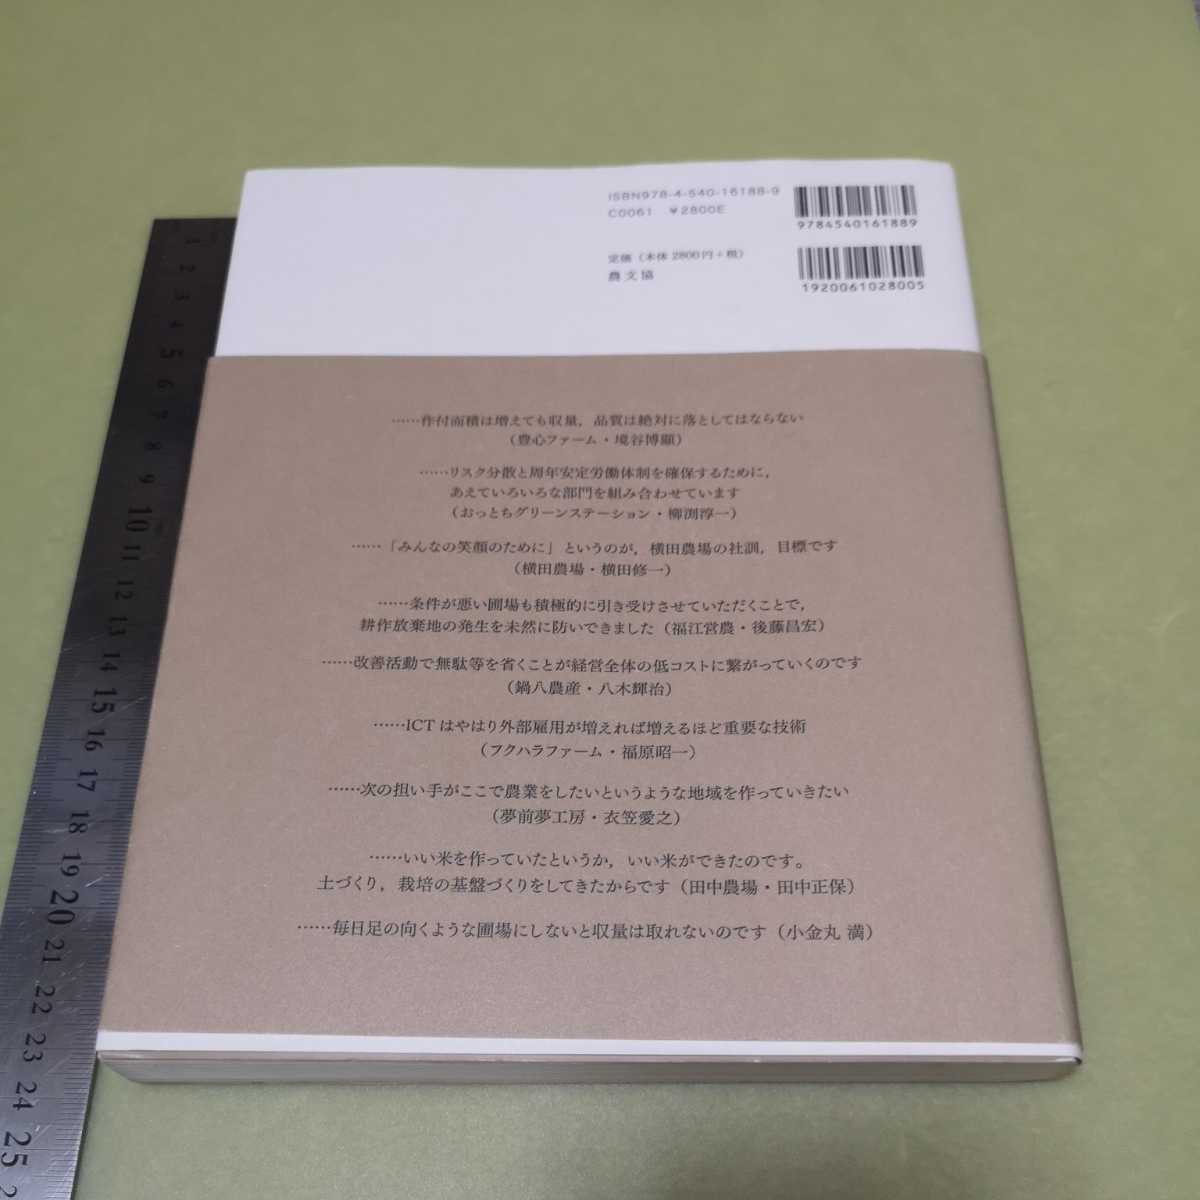 ISBN978-4-540-16188-9
C0061 ¥2800E
定価（本体2800円＋税）
農文協
9784540161889
1920061028005
……作付面積は増えても収量，品質は絶対に落としてはならない
（豊心ファーム・境谷博顯）
……リスク分散と周年安定労働体制を確保するために，
あえていろいろな部門を組み合わせています
（おっとちグリーンステーション・柳渕淳一）
……「みんなの笑顔のために」というのが，横田農場の社訓，目標です
（横田農場・横田修一）
……条件が悪い圃場も積極的に引き受けさせていただくことで，
耕作放棄地の発生を未然に防いできました（福江営農・後藤昌宏）
……改善活動で無駄等を省くことが経営全体の低コストに繋がっていくのです
（鍋八農産・八木輝治）
……ICTはやはり外部雇用が増えれば増えるほど重要な技術
（フクハラファーム・福原昭一）
……次の担い手がここで農業をしたいというような地域を作っていきたい
（夢前夢工房・衣笠愛之）
……いい米を作っていたというか，いい米ができたのです。
土づくり，栽培の基盤づくりをしてきたからです（田中農場・田中正保）
……毎日足の向くような圃場にしないと収量は取れないのです（小金丸 満）
1
2
3
4
5
6
7
8
9
10
11
12
13
14
15
16
17
18
19
20
21
22
23
24
25